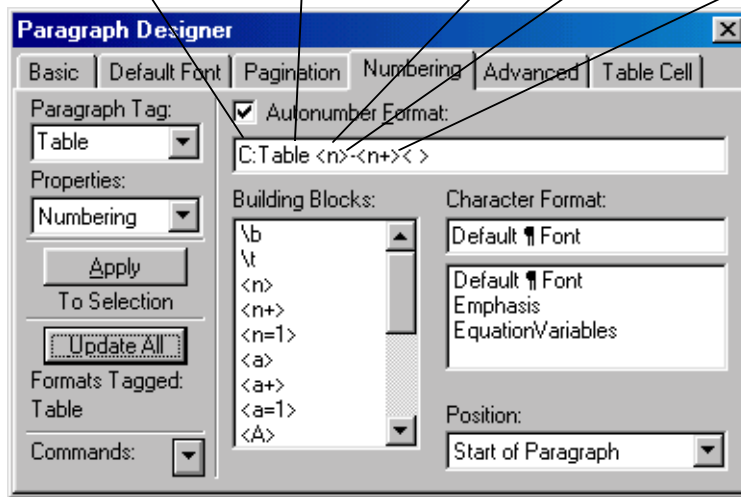 Paragraph Designer
Basic Default Font Pagination Numbering Advanced Table Cell
Paragraph Tag:
Table
Properties:
Numbering
Apply
To Selection
Update All
Formats Tagged:
Table
Commands:
Autonumber Format:
C:Table <n>-<n+>< >
Building Blocks:
\b
\t
<n>
<n+>
<n=1>
<a>
<a+>
<a=1>
<A>
Character Format:
Default ¶ Font
Default ¶ Font
Emphasis
EquationVariables
Position:
Start of Paragraph